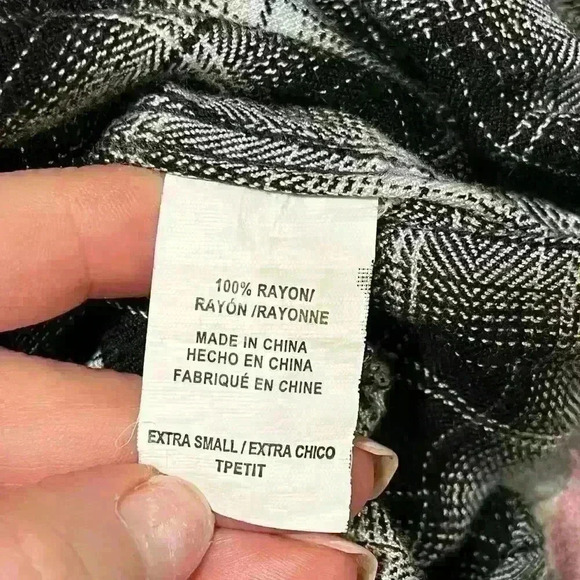 100% RAYON/
RAYÓN /RAYONNE
MADE IN CHINA
HECHO EN CHINA
FABRIQUÉ EN CHINE
EXTRA SMALL / EXTRA CHICO
TPETIT